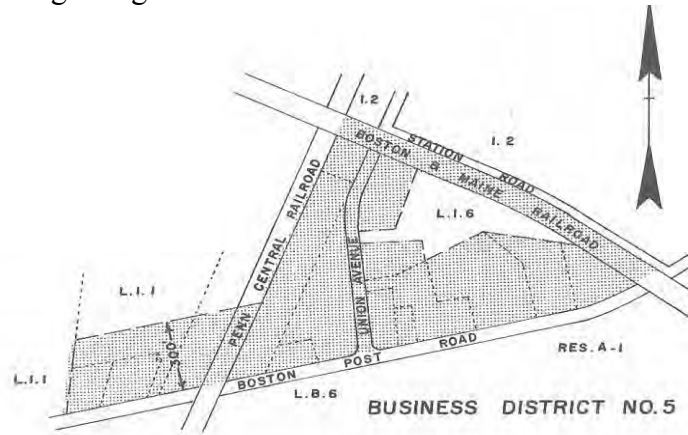 I.2
STATION ROAD
I.2
BOSTON & MAINE RAILROAD
PENN CENTRAL RAILROAD
L.I.6
UNION AVENUE
L.I.1
300'
L.I.1
BOSTON POST ROAD
RES. A-1
L.B.6
BUSINESS DISTRICT NO.5